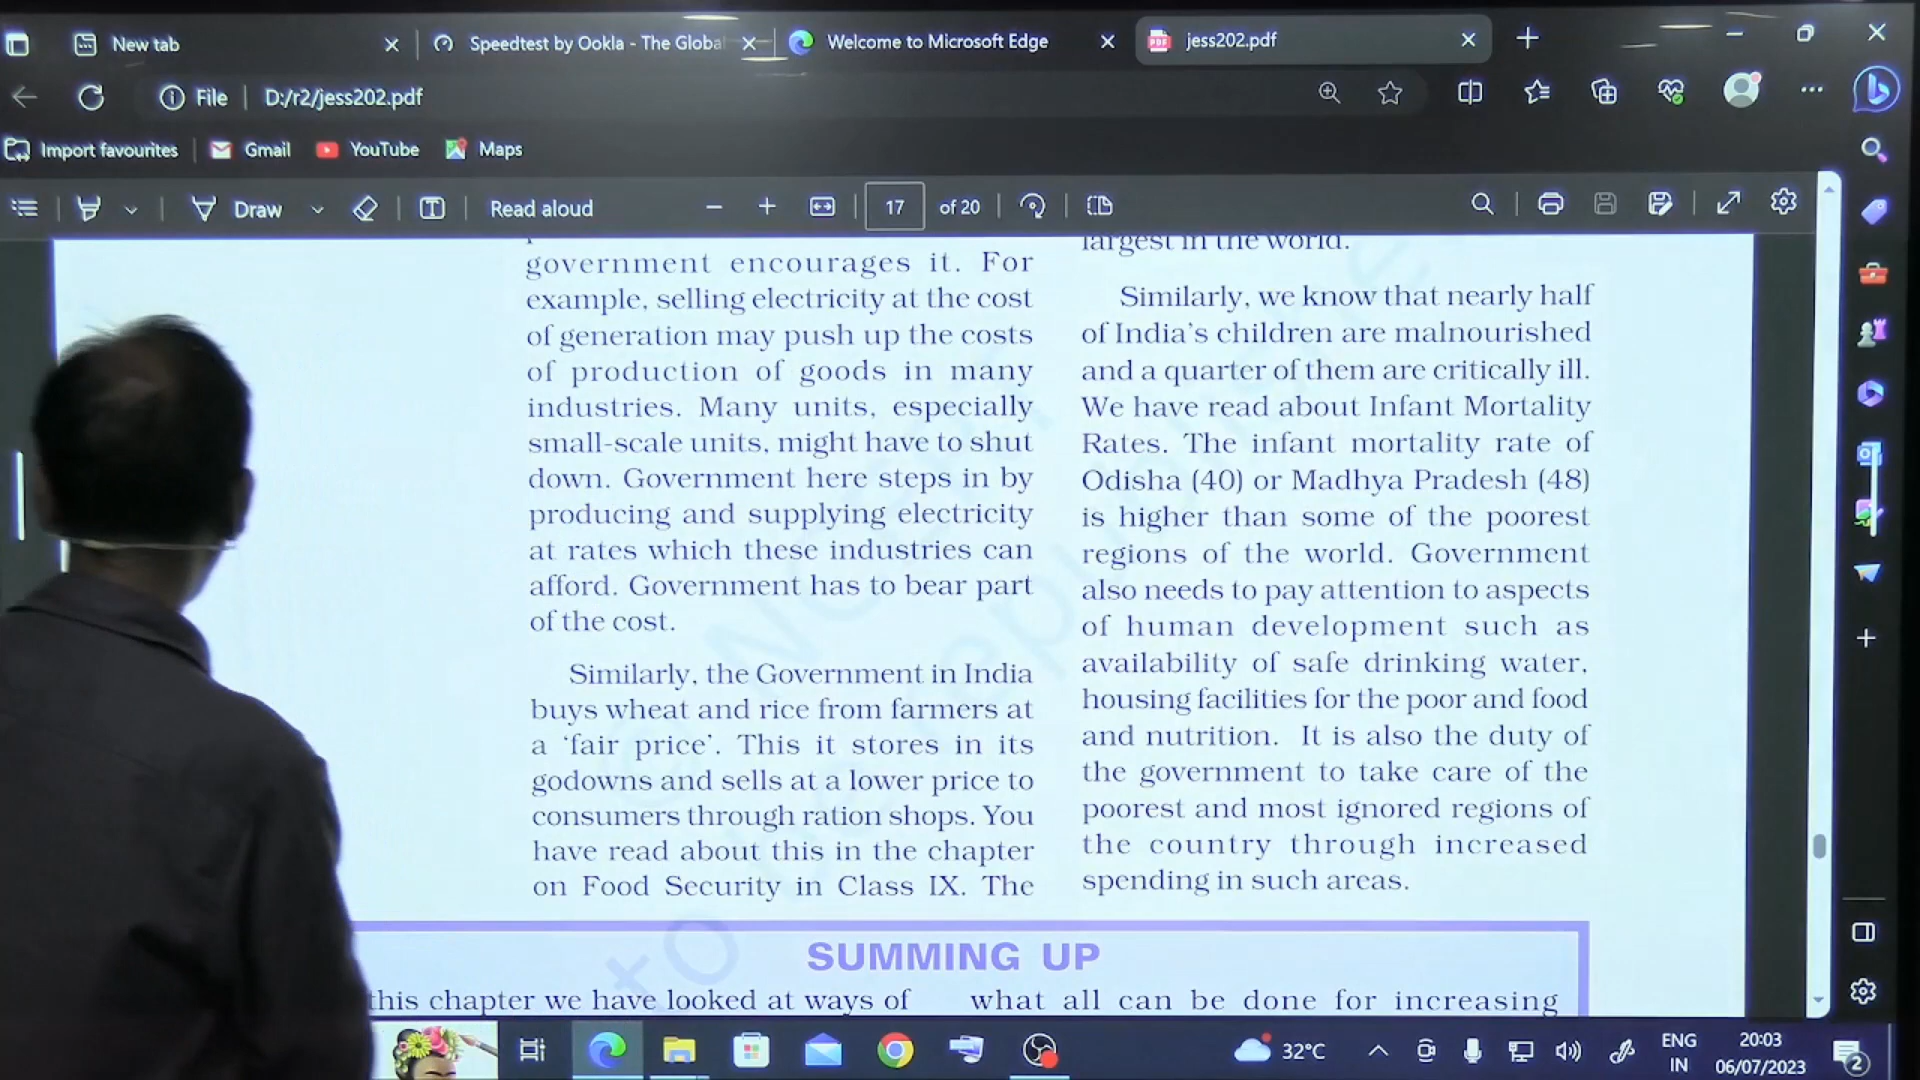 New tab
Speedtest by Ookla - The Global
Welcome to Microsoft Edge
jess202.pdf
File
D:/r2/jess202.pdf
Import favourites
Gmail
YouTube
Maps
Draw
Read aloud
17
of 20
government encourages it. For
example, selling electricity at the cost
of generation may push up the costs
of production of goods in many
industries. Many units, especially
small-scale units, might have to shut
down. Government here steps in by
producing and supplying electricity
at rates which these industries can
afford. Government has to bear part
of the cost.
Similarly, the Government in India
buys wheat and rice from farmers at
a ‘fair price’. This it stores in its
godowns and sells at a lower price to
consumers through ration shops. You
have read about this in the chapter
on Food Security in Class IX. The
largest in the world.
Similarly, we know that nearly half
of India’s children are malnourished
and a quarter of them are critically ill.
We have read about Infant Mortality
Rates. The infant mortality rate of
Odisha (40) or Madhya Pradesh (48)
is higher than some of the poorest
regions of the world. Government
also needs to pay attention to aspects
of human development such as
availability of safe drinking water,
housing facilities for the poor and food
and nutrition. It is also the duty of
the government to take care of the
poorest and most ignored regions of
the country through increased
spending in such areas.
SUMMING UP
this chapter we have looked at ways of
what all can be done for increasing
32°C
ENG
IN
20:03
06/07/2023
2